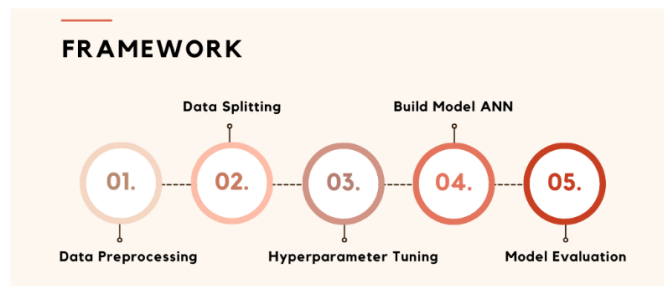 FRAMEWORK
Data Splitting
Build Model ANN
01.
02.
03.
04.
05.
Data Preprocessing
Hyperparameter Tuning
Model Evaluation